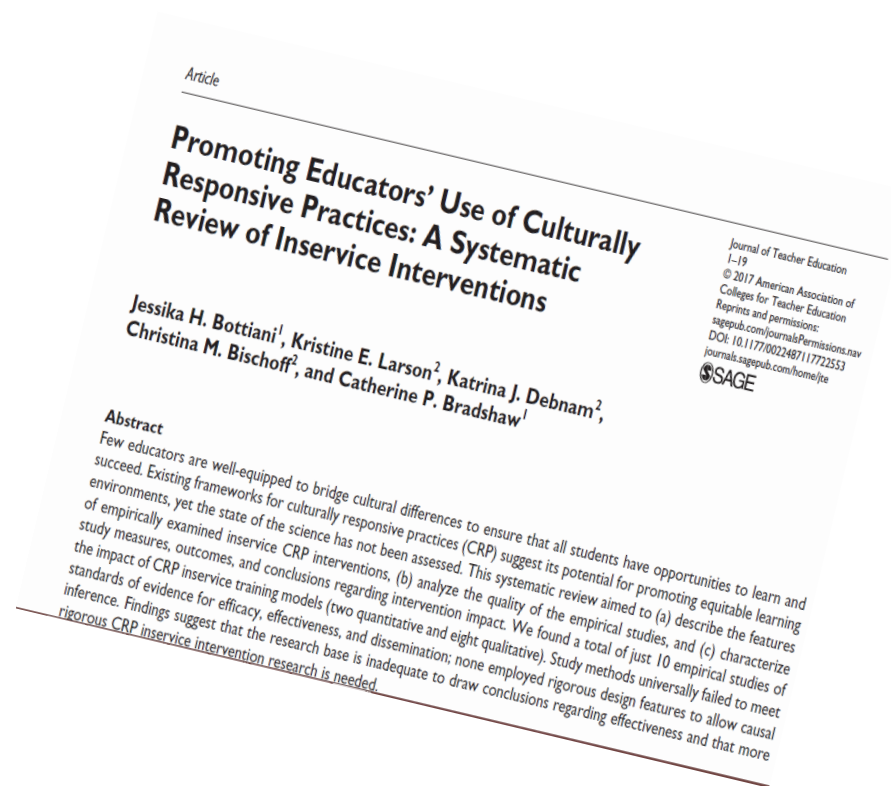 Article
Promoting Educators' Use of Culturally
Responsive Practices: A Systematic
Review of Inservice Interventions
Journal of Teacher Education
1–19
© 2017 American Association of
Colleges for Teacher Education
Reprints and permissions:
sagepub.com/journalsPermissions.nav
DOI: 10.1177/0022487117722553
journals.sagepub.com/home/jte
SAGE
Jessika H. Bottiani1, Kristine E. Larson2, Katrina J. Debnam2,
Christina M. Bischoff2, and Catherine P. Bradshaw1
Abstract
Few educators are well-equipped to bridge cultural differences to ensure that all students have opportunities to learn and
succeed. Existing frameworks for culturally responsive practices (CRP) suggest its potential for promoting equitable learning
environments, yet the state of the science has not been assessed. This systematic review aimed to (a) describe the features
of empirically examined inservice CRP interventions, (b) analyze the quality of the empirical studies, and (c) characterize
study measures, outcomes, and conclusions regarding intervention impact. We found a total of just 10 empirical studies of
the impact of CRP inservice training models (two quantitative and eight qualitative). Study methods universally failed to meet
standards of evidence for efficacy, effectiveness, and dissemination; none employed rigorous design features to allow causal
inference. Findings suggest that the research base is inadequate to draw conclusions regarding effectiveness and that more
rigorous CRP inservice intervention research is needed.